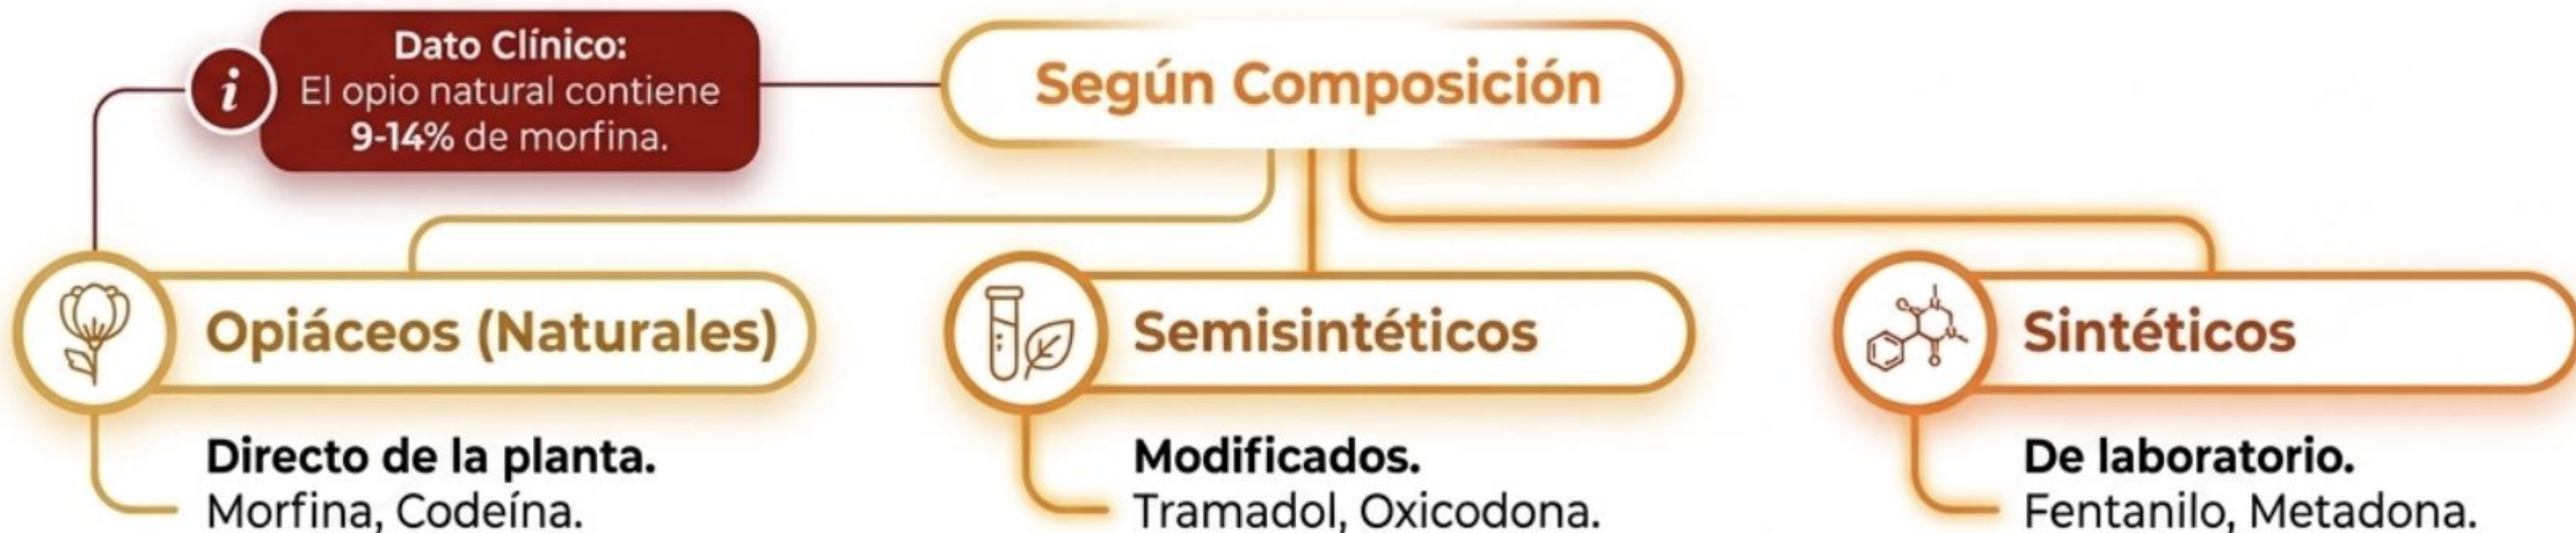 Dato Clínico:
El opio natural contiene
9-14% de morfina.
Según Composición
Opiáceos (Naturales)
Directo de la planta.
Morfina, Codeína.
Semisintéticos
Modificados.
Tramadol, Oxicodona.
Sintéticos
De laboratorio.
Fentanilo, Metadona.